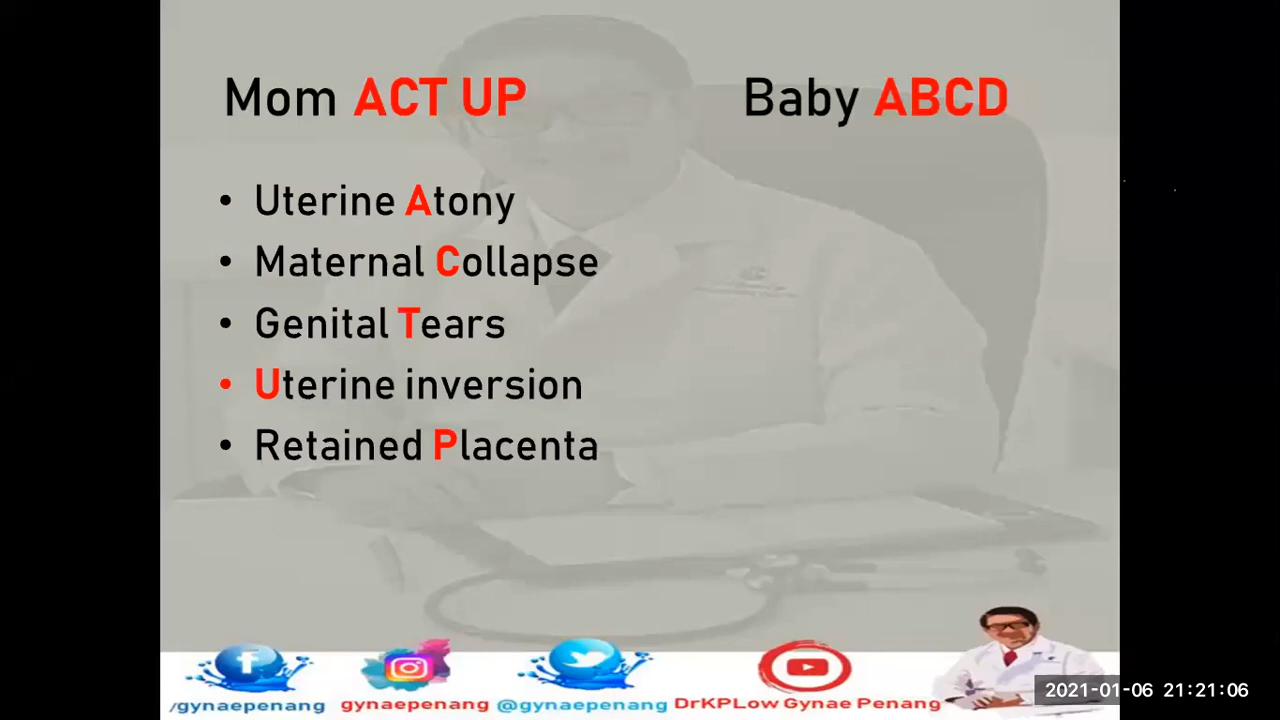 Mom ACT UP
Baby ABCD
• Uterine Atony
• Maternal Collapse
• Genital Tears
• Uterine inversion
• Retained Placenta
/gynaepenang gynaepenang @gynaepenang DrKPLow Gynae Penang
2021-01-06 21:21:06